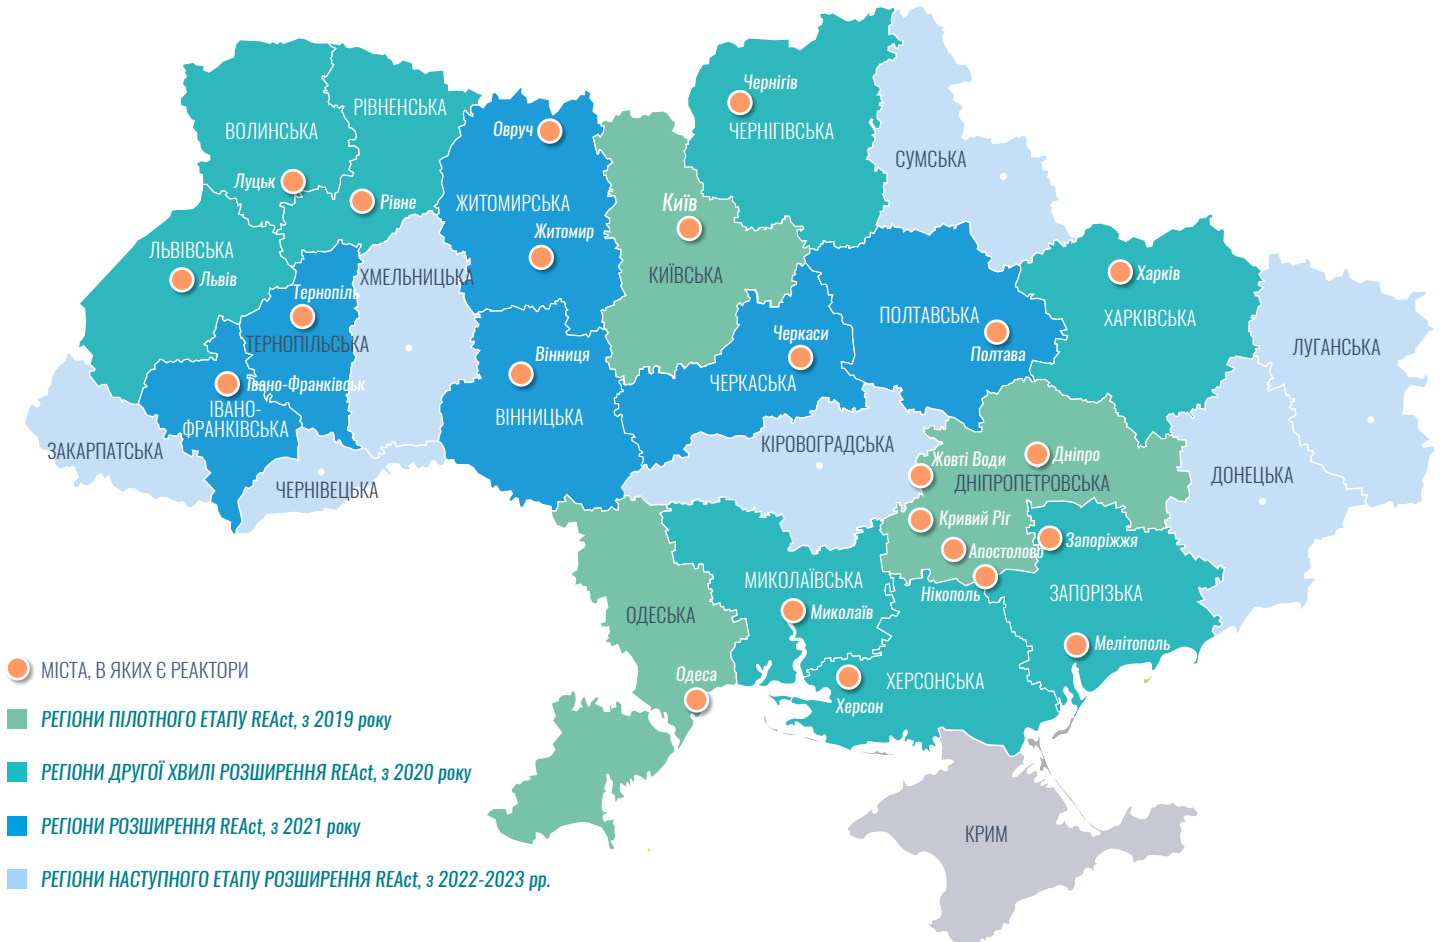 Чернігів
РІВНЕНСЬКА
ВОЛИНСЬКА
Овруч
ЧЕРНІГІВСЬКА
СУМСЬКА
Луцьк
Рівне
ЖИТОМИРСЬКА
Київ
Житомир
ЛЬВІВСЬКА
Львів
ХМЕЛЬНИЦЬКА
КИЇВСЬКА
Харків
Тернопіль
ПОЛТАВСЬКА
ХАРКІВСЬКА
ТЕРНОПІЛЬСЬКА
Черкаси
ЛУГАНСЬКА
Вінниця
Полтава
Івано-Франківськ
ЧЕРКАСЬКА
ІВАНО-
ФРАНКІВСЬКА
ВІННИЦЬКА
ЗАКАРПАТСЬКА
КІРОВОГРАДСЬКА
Жовті Води
Дніпро
ЧЕРНІВЕЦЬКА
ДНІПРОПЕТРОВСЬКА
ДОНЕЦЬКА
Кривий Ріг
Апостолово
Запоріжжя
МИКОЛАЇВСЬКА
Нікополь
ЗАПОРІЗЬКА
ОДЕСЬКА
Миколаїв
Мелітополь
Одеса
ХЕРСОНСЬКА
Херсон
КРИМ
МІСТА, В ЯКИХ Є РЕАКТОРИ
РЕГІОНИ ПІЛОТНОГО ЕТАПУ REAct, з 2019 року
РЕГІОНИ ДРУГОЇ ХВИЛІ РОЗШИРЕННЯ REAct, з 2020 року
РЕГІОНИ РОЗШИРЕННЯ REAct, з 2021 року
РЕГІОНИ НАСТУПНОГО ЕТАПУ РОЗШИРЕННЯ REAct, з 2022-2023 рр.